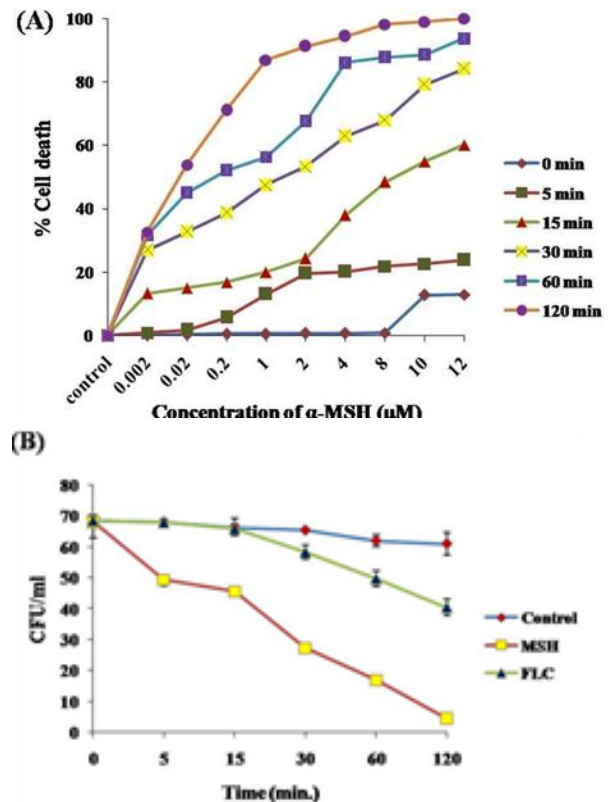 (A)
% Cell death
100
80
60
40
20
0
control
0.002
0.02
0.2
1
2
4
8
10
12
Concentration of α-MSH (µM)
0 min
5 min
15 min
30 min
60 min
120 min
(B)
CFU/ml
80
70
60
50
40
30
20
10
0
0
5
15
30
60
120
Time (min.)
Control
MSH
FLC